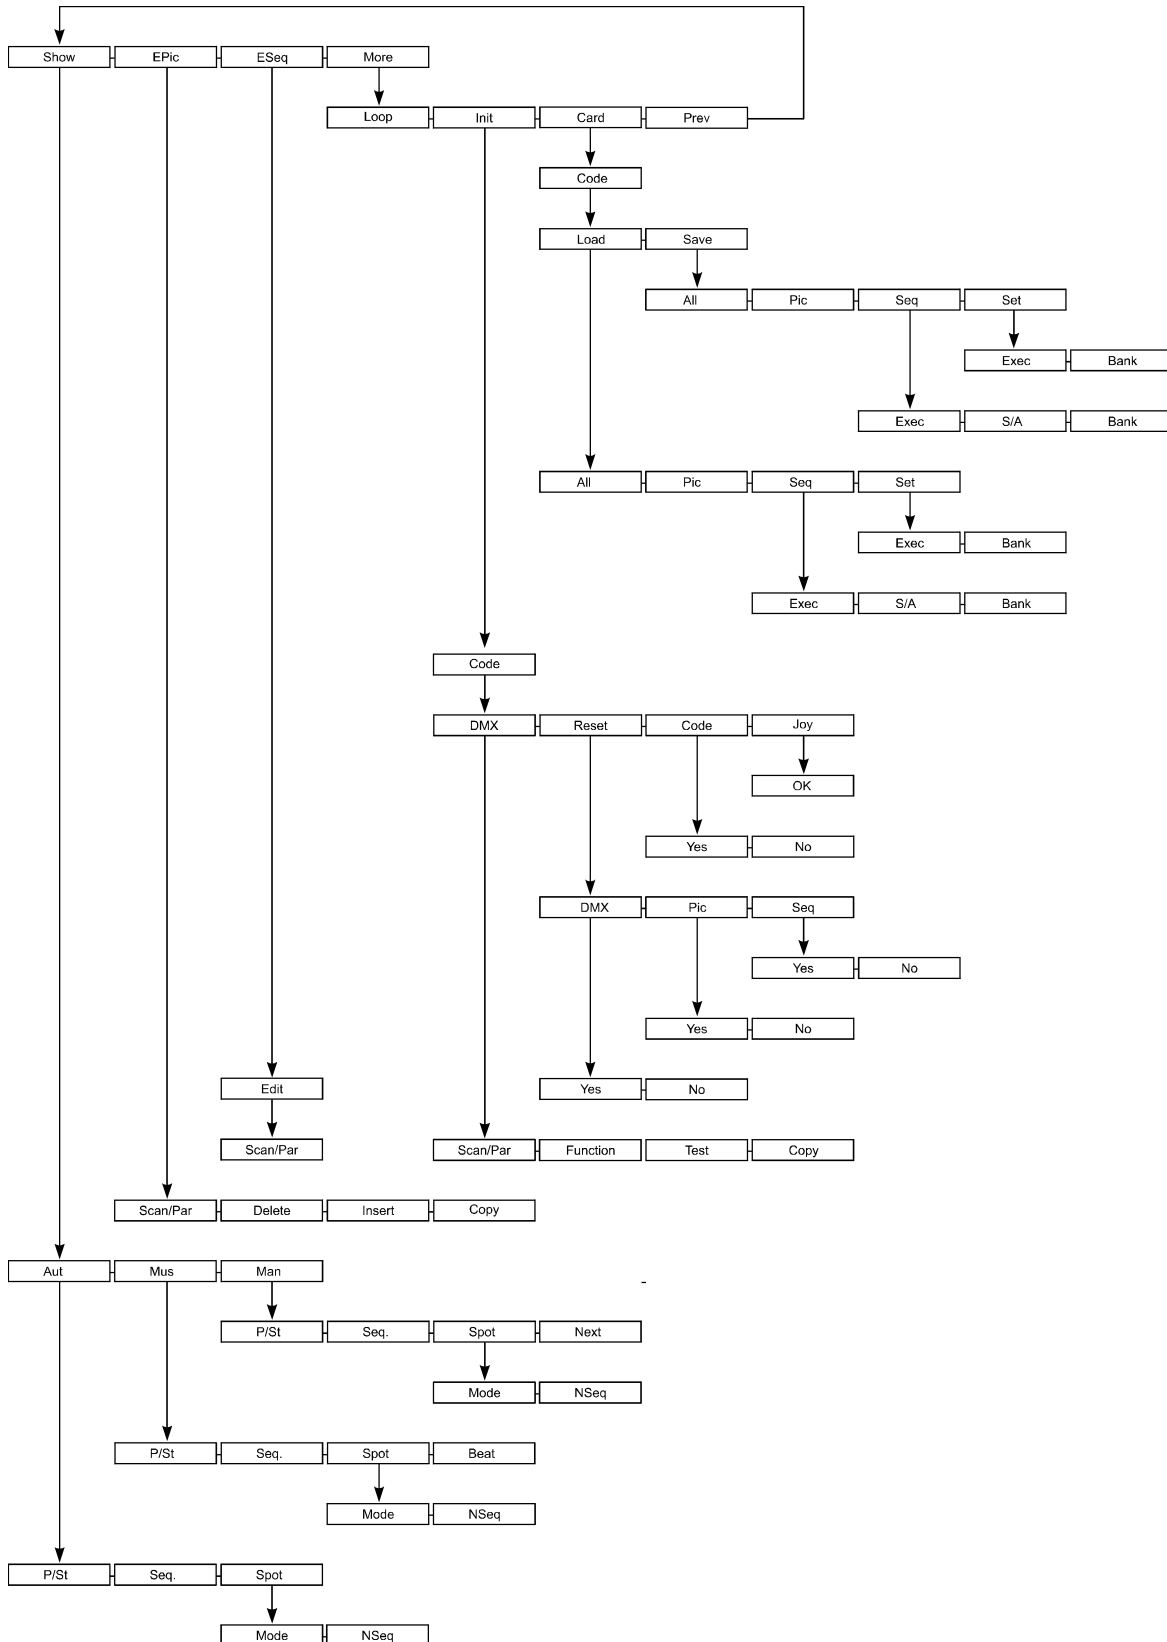 Show EPic ESeq More
Loop Init Card Prev
Code
Load Save
All Pic Seq Set
Exec Bank
Exec S/A Bank
All Pic Seq Set
Exec Bank
Exec S/A Bank
Code
DMX Reset Code Joy
OK
Yes No
DMX Pic Seq
Yes No
Yes No
Edit Yes No
Scan/Par Scan/Par Function Test Copy
Scan/Par Delete Insert Copy
Aut Mus Man
P/St Seq. Spot Next
Mode NSeq
P/St Seq. Spot Beat
Mode NSeq
P/St Seq. Spot
Mode NSeq